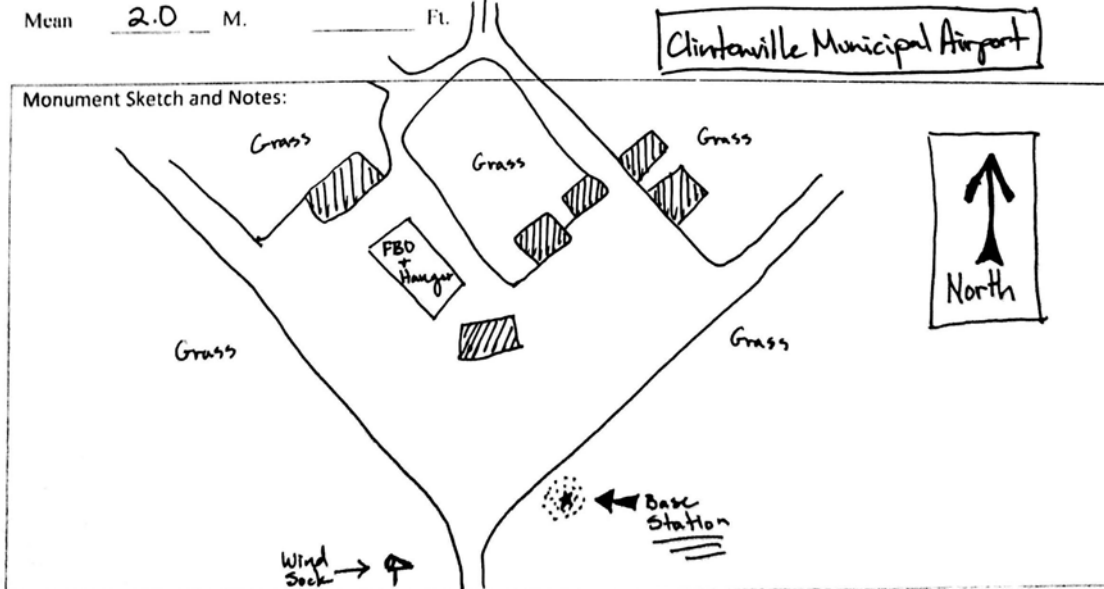 Mean 2.0 M. Ft.
Clintonville Municipal Airport
Monument Sketch and Notes:
Grass
Grass
Grass
North
FBO
+
Hangar
Grass
Grass
Base
Station
Wind
Sock